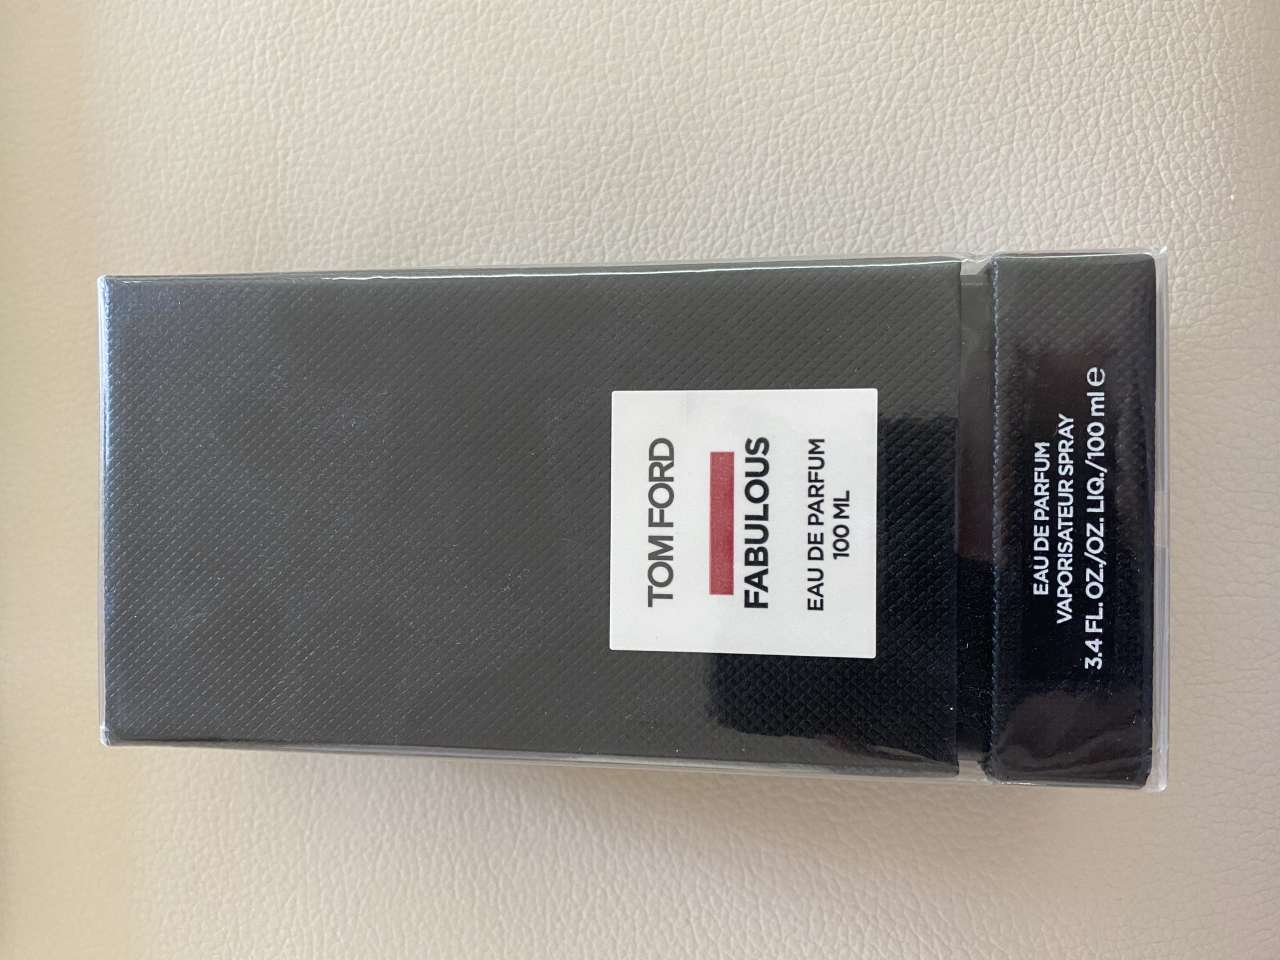 TOM FORD
FABULOUS
EAU DE PARFUM
100 ML
EAU DE PARFUM
VAPORISATEUR SPRAY
3.4 FL. OZ./OZ. LIQ./100 ml ℮